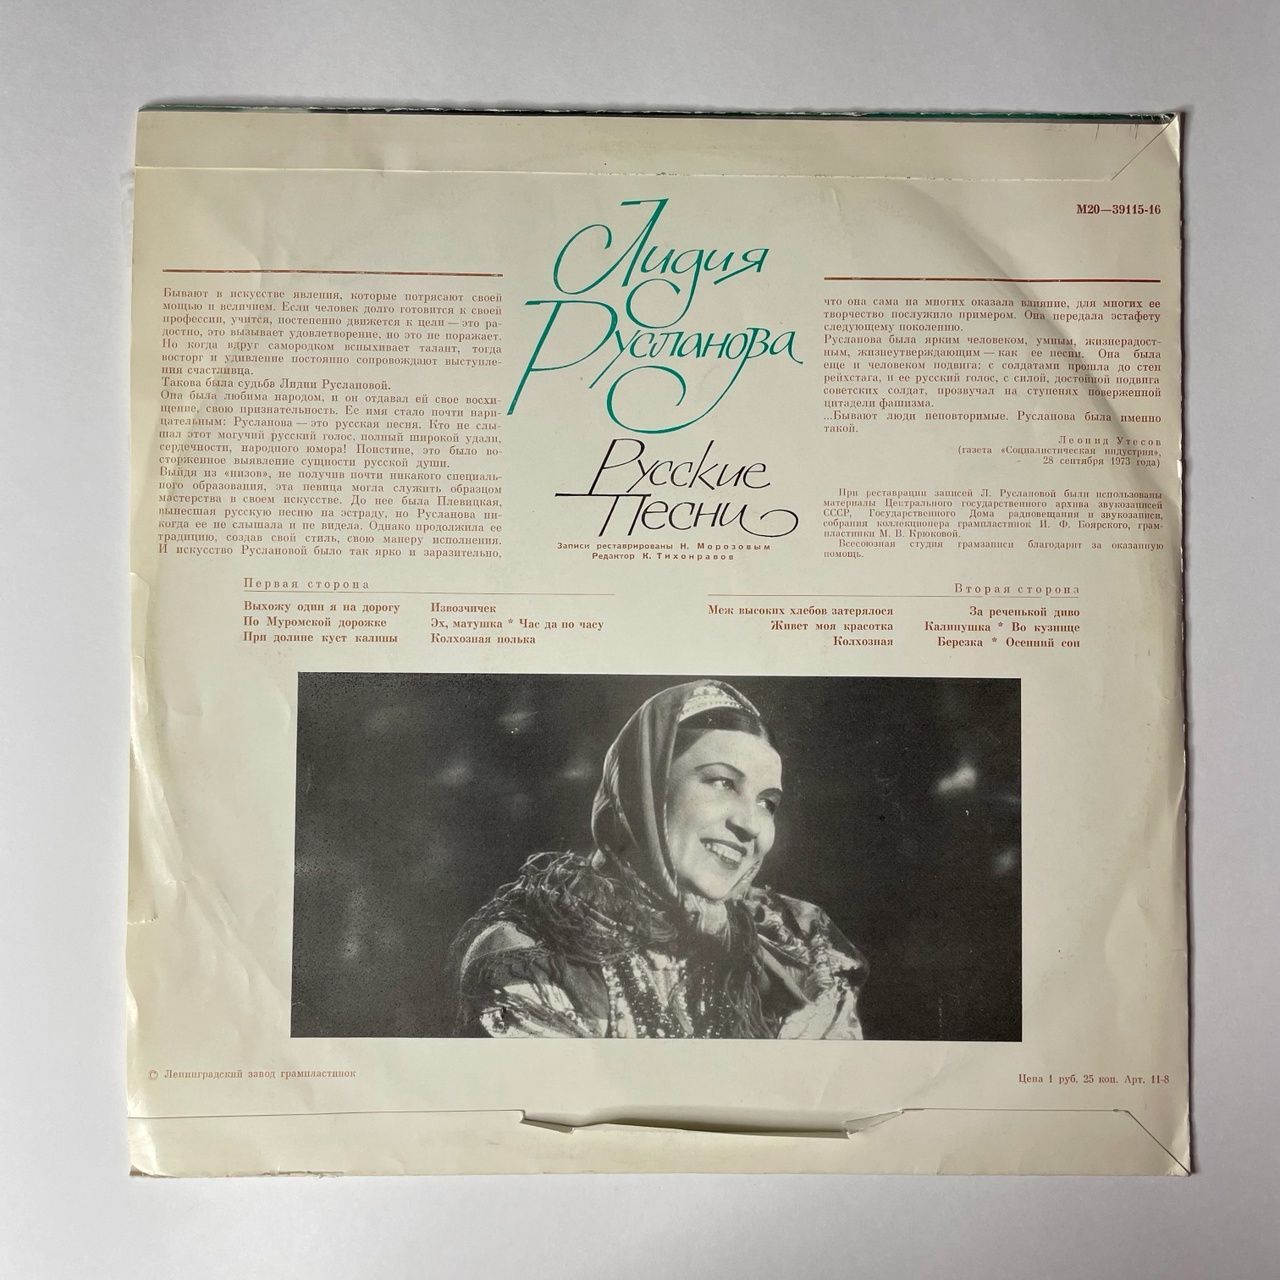 М20—39115-16
Лидия
Русланова
Русские
Песни
Записи реставрированы Н. Морозовым
Редактор К. Тихонравов
Бывают в искусстве явления, которые потрясают своей
мощью и величием. Если человек долго готовится к своей
профессии, учится, постепенно движется к цели — это ра-
достно, это вызывает удовлетворение, но это не поражает.
Но когда вдруг самородком вспыхивает талант, тогда
восторг и удивление постоянно сопровождают выступле-
ния счастливца.
Такова была судьба Лидии Руслановой.
Она была любима народом, и он отдавал ей свое восхи-
щение, свою признательность. Ее имя стало почти нари-
цательным: Русланова — это русская песня. Кто не слы-
шал этот могучий русский голос, полный широкой удали,
сердечности, народного юмора! Поистине, это было во-
сторженное выявление сущности русской души.
Выйдя из «низов», не получив почти никакого специаль-
ного образования, эта певица могла служить образцом
мастерства в своем искусстве. До нее была Плевицкая,
вынесшая русскую песню на эстраду, но Русланова ни-
когда ее не слышала и не видела. Однако продолжила ее
традицию, создав свой стиль, свою манеру исполнения.
И искусство Руслановой было так ярко и заразительно,
что она сама на многих оказала влияние, для многих ее
творчество послужило примером. Она передала эстафету
следующему поколению.
Русланова была ярким человеком, умным, жизнерадост-
ным, жизнеутверждающим — как ее песни. Она была
еще и человеком подвига: с солдатами прошла до стен
рейхстага, и ее русский голос, с силой, достойной подвига
советских солдат, прозвучал на ступенях поверженной
цитадели фашизма.
...Бывают люди неповторимые. Русланова была именно
такой.
Леонид Утесов
(газета «Социалистическая индустрия»,
28 сентября 1973 года)
При реставрации записей Л. Руслановой были использованы
материалы Центрального государственного архива звукозаписей
СССР, Государственного Дома радиовещания и звукозаписи,
собрания коллекционера грампластинок И. Ф. Боярского, грам-
пластинки М. В. Крюковой.
Всесоюзная студия грамзаписи благодарит за оказанную
помощь.
Первая сторона
Выхожу один я на дорогу
По Муромской дорожке
При долине куст калины
Извозчичек
Эх, матушка * Час да по часу
Колхозная полька
Вторая сторона
Меж высоких хлебов затерялося
Живет моя красотка
Колхозная
За реченькой диво
Калинушка * Во кузнице
Березка * Осенний сон
© Ленинградский завод грампластинок
Цена 1 руб. 25 коп. Арт. 11-8